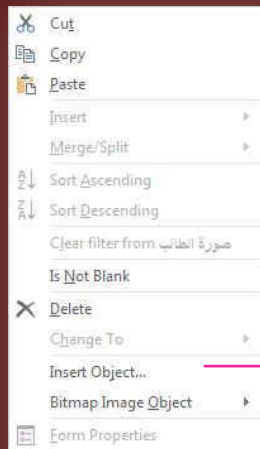 Cut
Copy
Paste
Insert
Merge/Split
Sort Ascending
Sort Descending
Clear filter from صورة الطالب
Is Not Blank
Delete
Change To
Insert Object...
Bitmap Image Object
Form Properties